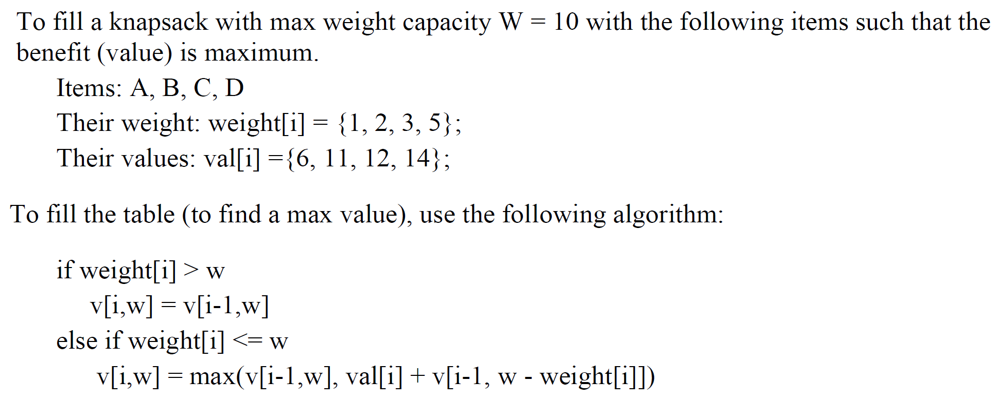 To fill a knapsack with max weight capacity W = 10 with the following items such that the
benefit (value) is maximum.
Items: A, B, C, D
Their weight: weight[i] = {1, 2, 3, 5};
Their values: val[i] ={6, 11, 12, 14};
To fill the table (to find a max value), use the following algorithm:
if weight[i] > w
v[i,w] = v[i-1,w]
else if weight[i] <= w
v[i,w] = max(v[i-1,w], val[i] + v[i-1, w - weight[i]])